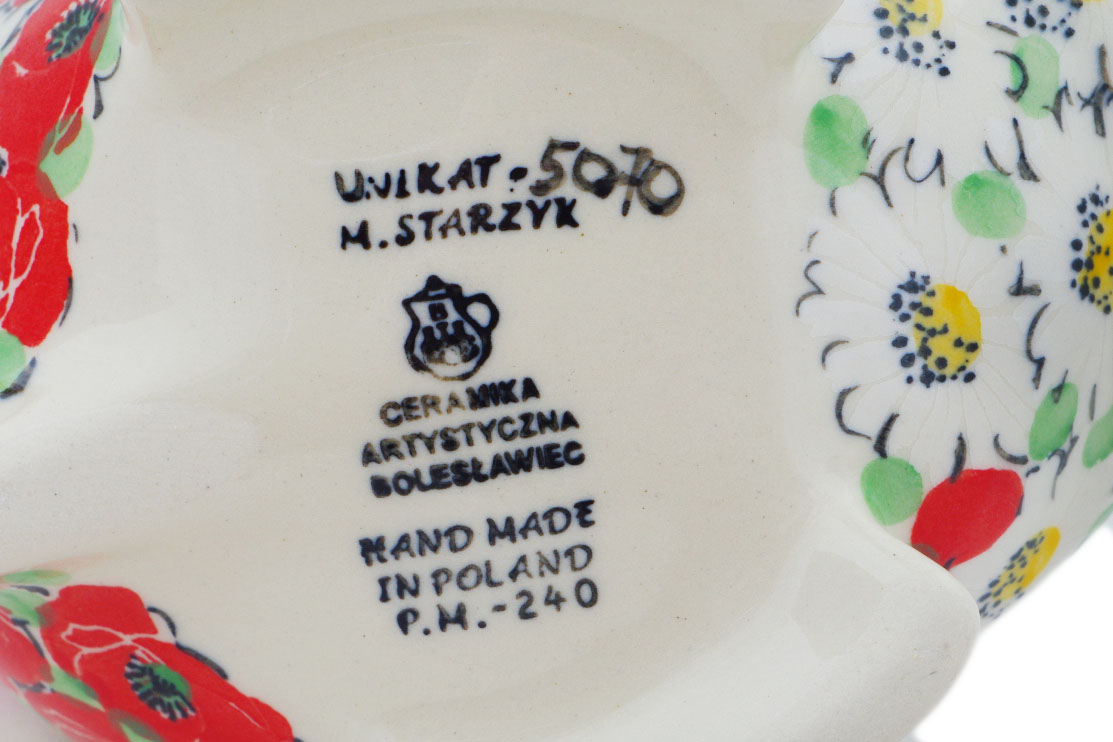 UNIKAT - 5070
M. STARZYK
CERAMIKA
ARTYSTYCZNA
BOLESŁAWIEC
HAND MADE
IN POLAND
P.M.-240